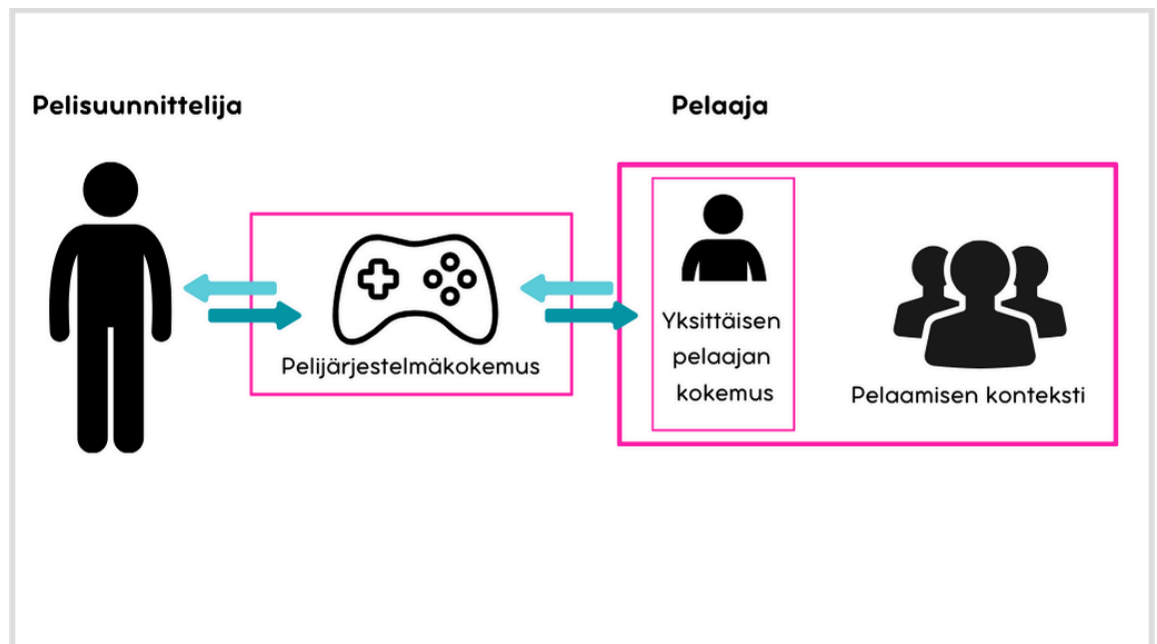 Pelisuunnittelija
Pelaaja
Pelijärjestelmäkokemus
Yksittäisen
pelaajan
kokemus
Pelaamisen konteksti